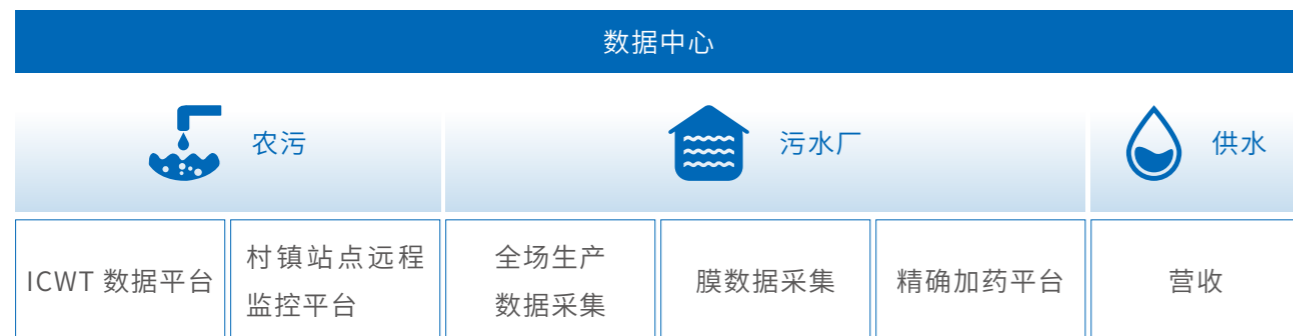 数据中心
农污
污水厂
供水
ICWT 数据平台
村镇站点远程
监控平台
全场生产
数据采集
膜数据采集
精确加药平台
营收